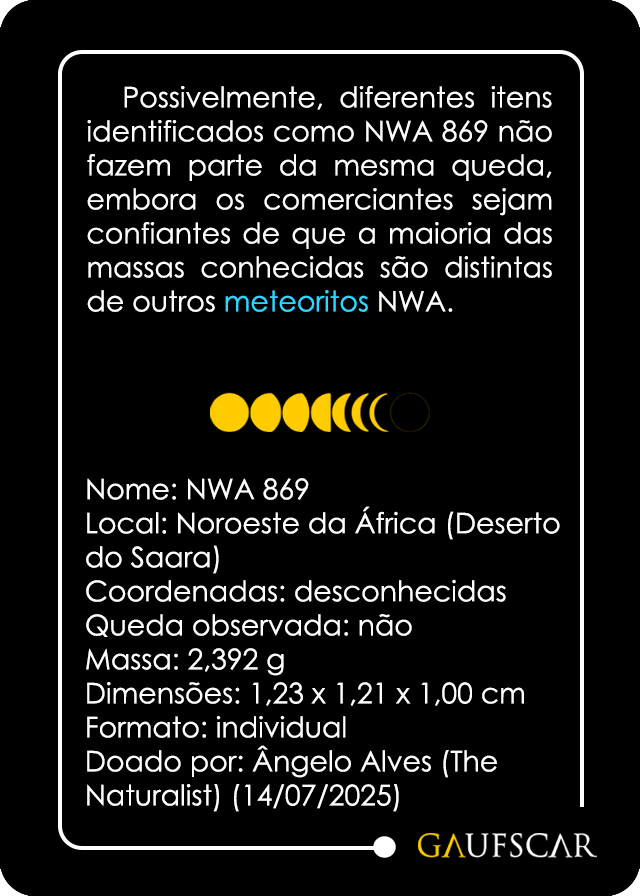 Possivelmente, diferentes itens
identificados como NWA 869 não
fazem parte da mesma queda,
embora os comerciantes sejam
confiantes de que a maioria das
massas conhecidas são distintas
de outros meteoritos NWA.
Nome: NWA 869
Local: Noroeste da África (Deserto
do Saara)
Coordenadas: desconhecidas
Queda observada: não
Massa: 2,392 g
Dimensões: 1,23 x 1,21 x 1,00 cm
Formato: individual
Doado por: Ângelo Alves (The
Naturalist) (14/07/2025)
GAUFSCAR